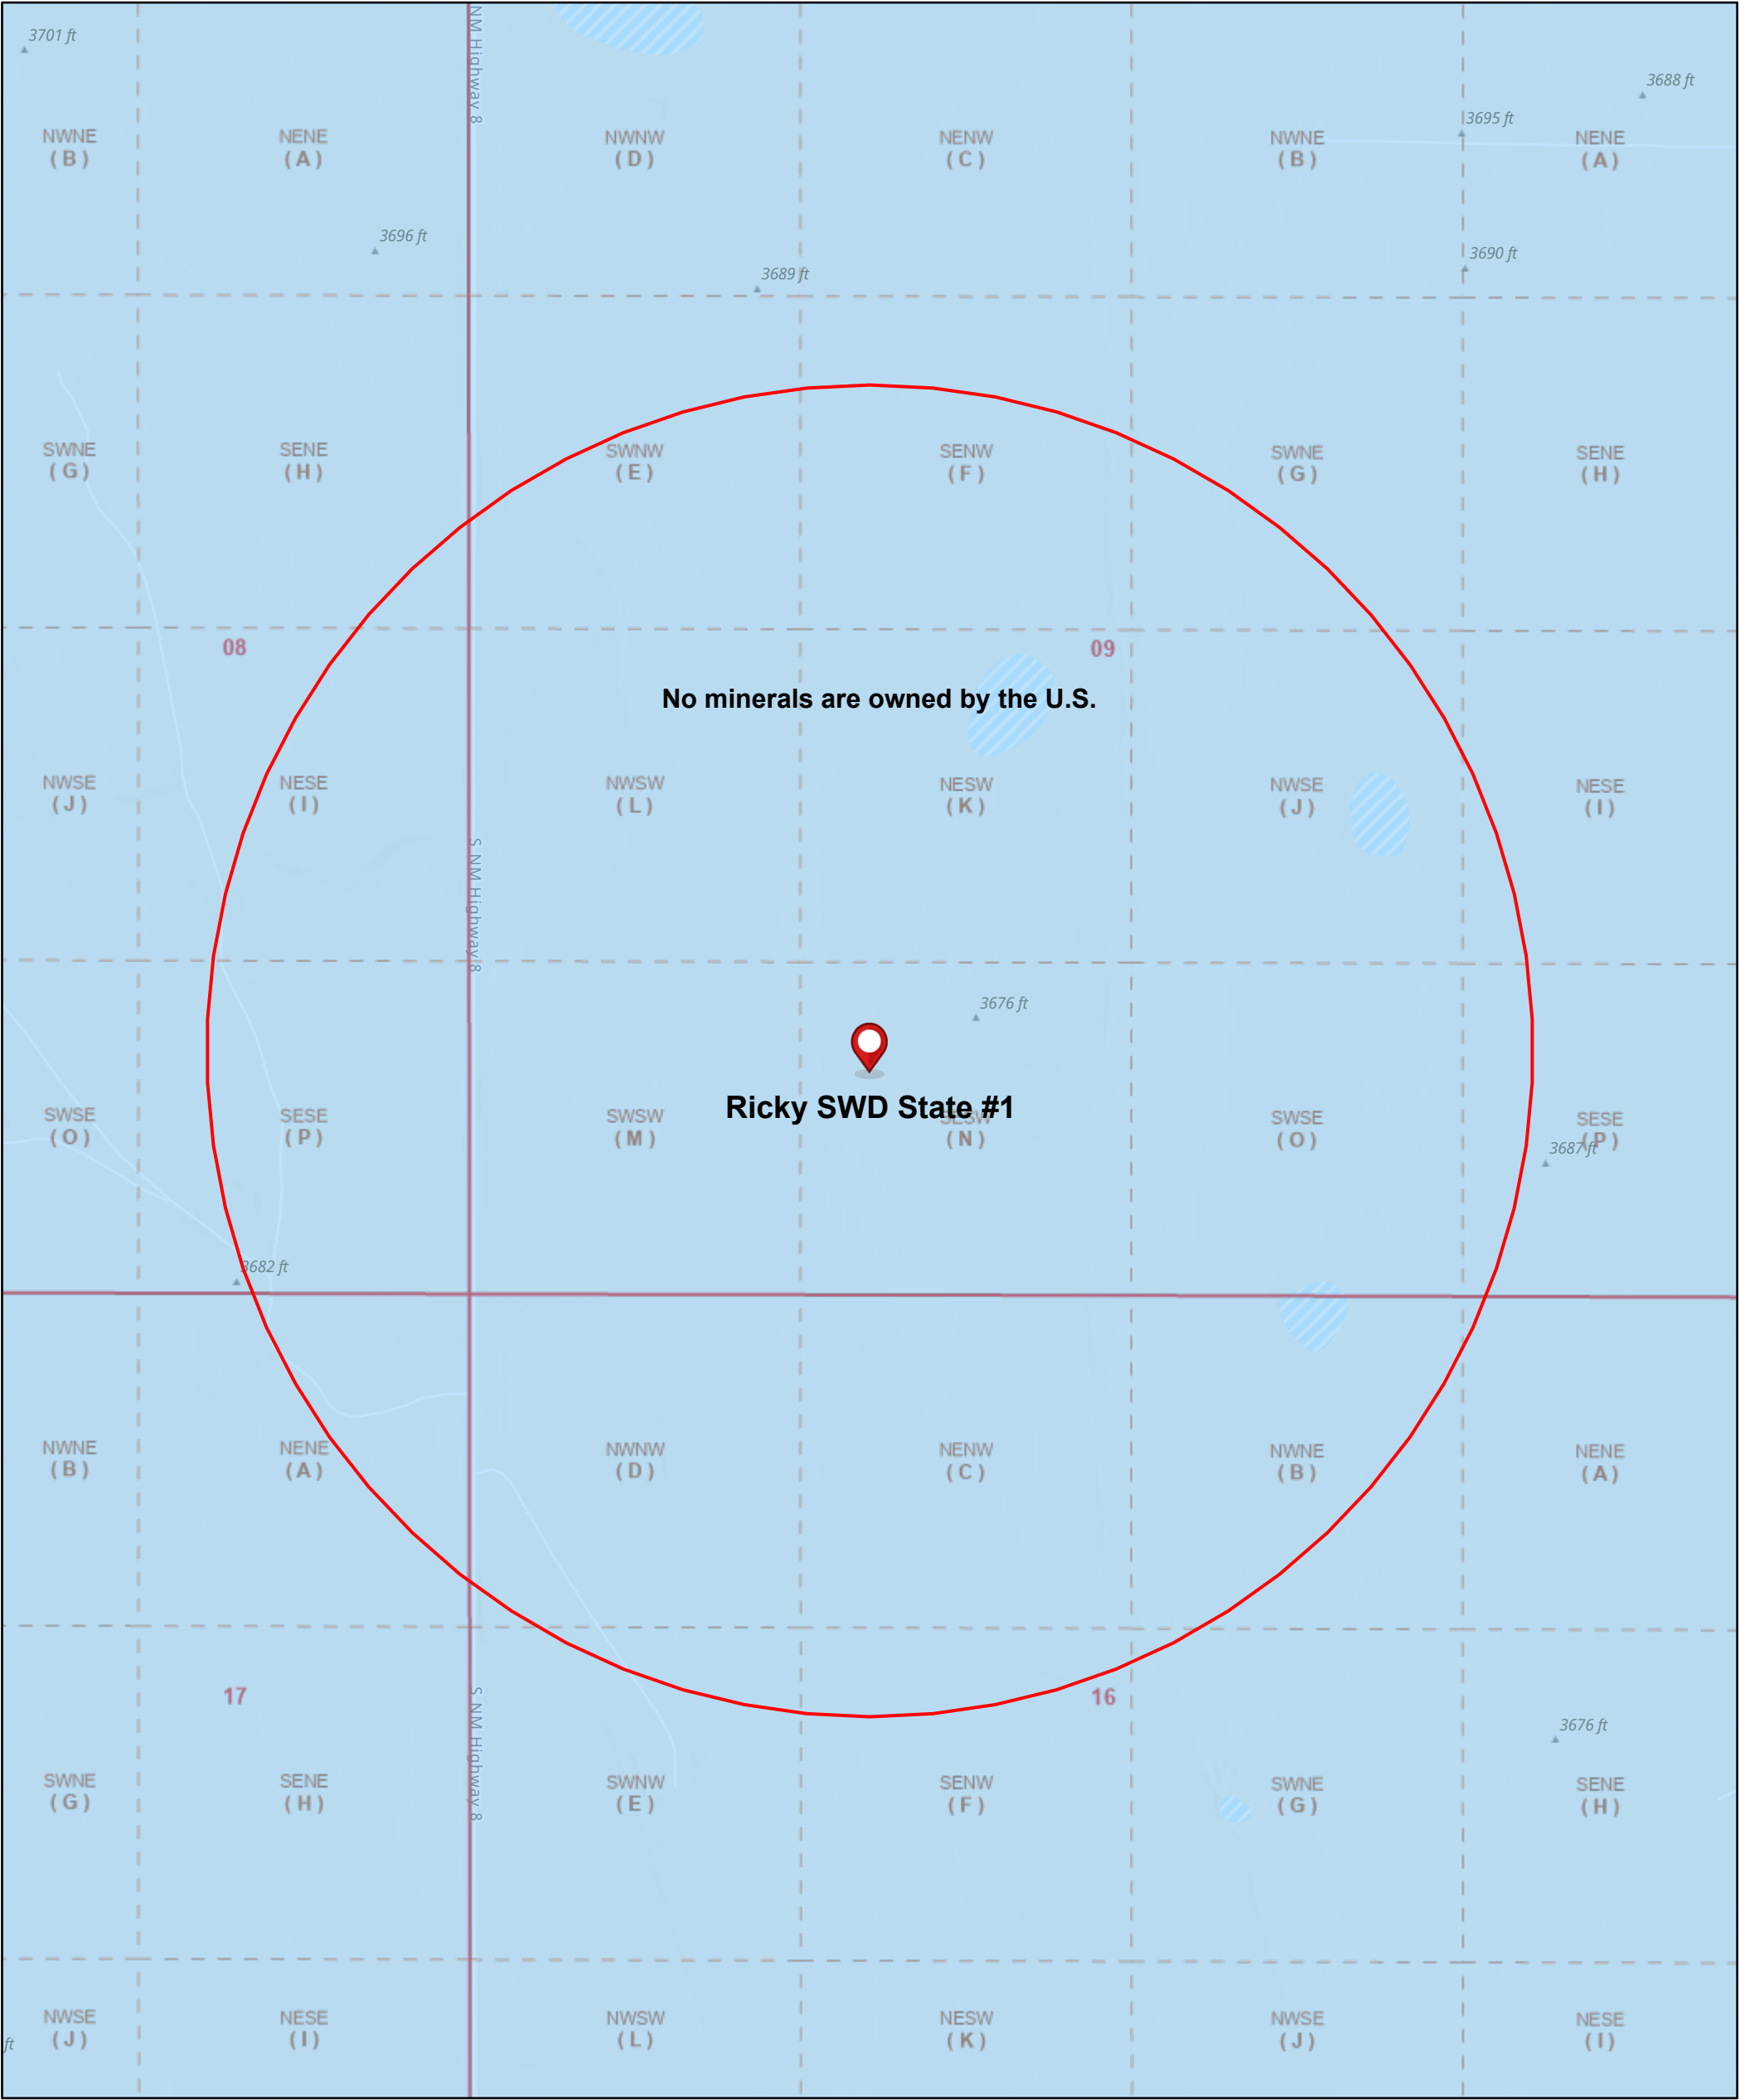 3701 ft
NM Highway 8
3688 ft
3695 ft
NWNE
(B)
NENE
(A)
NWNW
(D)
NENW
(C)
NWNE
(B)
NENE
(A)
3696 ft
3689 ft
3690 ft
SWNE
(G)
SENE
(H)
SWNW
(E)
SENW
(F)
SWNE
(G)
SENE
(H)
08
09
No minerals are owned by the U.S.
NWSE
(J)
NESE
(I)
NWSW
(L)
NESW
(K)
NWSE
(J)
NESE
(I)
S NM Highway 8
3676 ft
Ricky SWD State #1
SWSE
(O)
SESE
(P)
SWSW
(M)
SESW
(N)
SWSE
(O)
SESE
(P)
3687 ft
3682 ft
NWNE
(B)
NENE
(A)
NWNW
(D)
NENW
(C)
NWNE
(B)
NENE
(A)
17
16
S NM Highway 8
3676 ft
SWNE
(G)
SENE
(H)
SWNW
(E)
SENW
(F)
SWNE
(G)
SENE
(H)
NWSE
(J)
NESE
(I)
NWSW
(L)
NESW
(K)
NWSE
(J)
NESE
(I)
ft